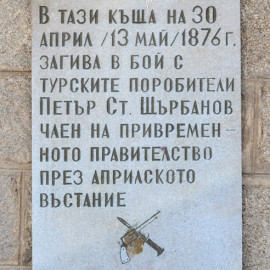 В ТАЗИ КЪЩА НА 30
АПРИЛ /13 МАЙ/1876 Г.
ЗАГИВА В БОЙ С
ТУРСКИТЕ ПОРОБИТЕЛИ
ПЕТЪР СТ. ЩЪРБАНОВ
ЧЛЕН НА ПРИВРЕМЕН-
НОТО ПРАВИТЕЛСТВО
ПРЕЗ АПРИЛСКОТО
ВЪСТАНИЕ